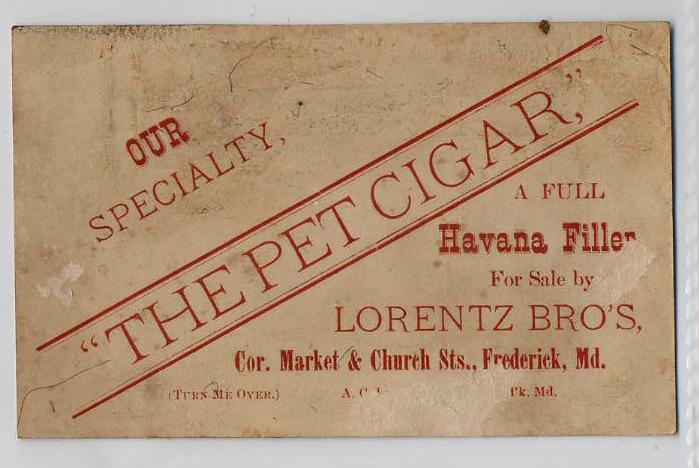 OUR
SPECIALTY,
"THE PET CIGAR,"
A FULL
Havana Filler
For Sale by
LORENTZ BRO'S,
Cor. Market & Church Sts., Frederick, Md.
(TURN ME OVER.) A. C. Md.